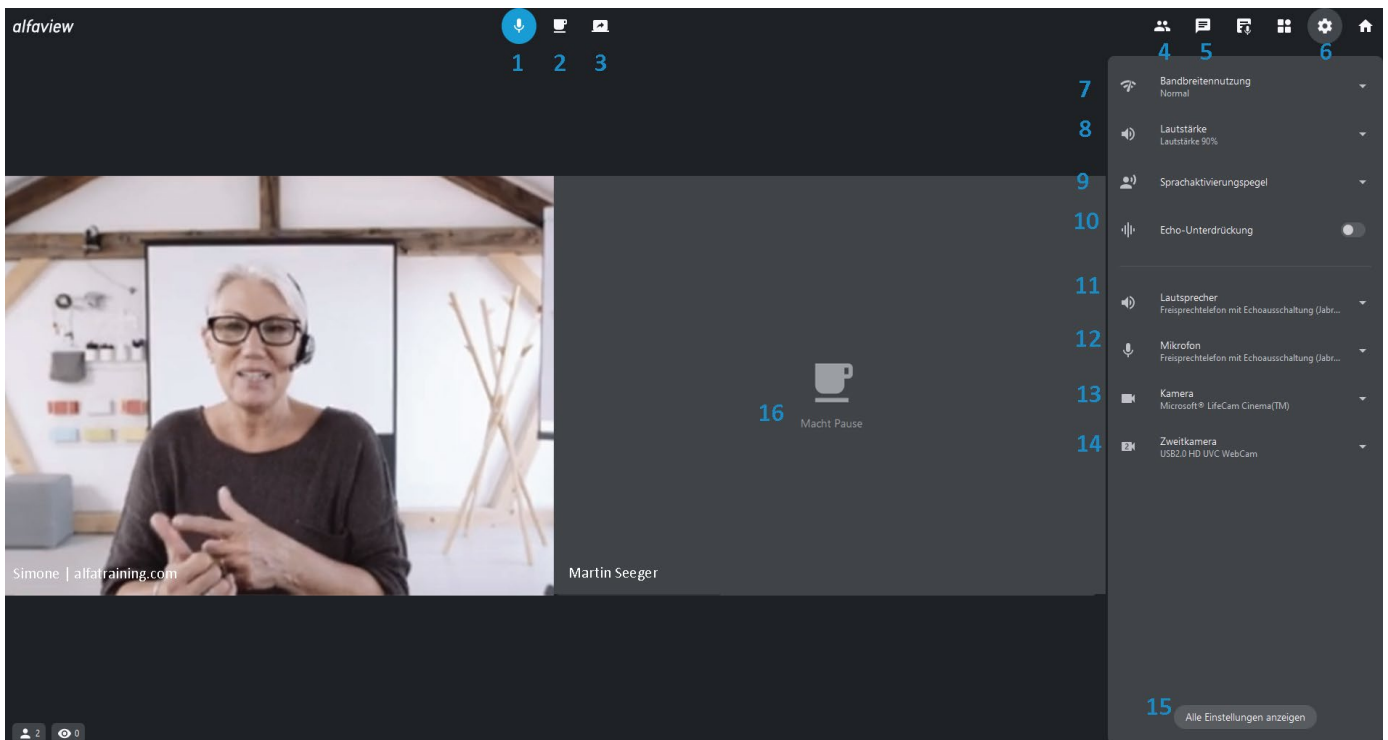 alfaview
1 2 3
4 5 6
7 Bandbreitennutzung
Normal
8 Lautstärke
Lautstärke 90%
9 Sprachaktivierungspegel
10 Echo-Unterdrückung
11 Lautsprecher
Freisprechtelefon mit Echoausschaltung (Jabr...
12 Mikrofon
Freisprechtelefon mit Echoausschaltung (Jabr...
13 Kamera
Microsoft® LifeCam Cinema(TM)
14 Zweitkamera
2
USB2.0 HD UVC WebCam
16 Macht Pause
Simone | alfatraining.com
Martin Seeger
15 Alle Einstellungen anzeigen
2 0